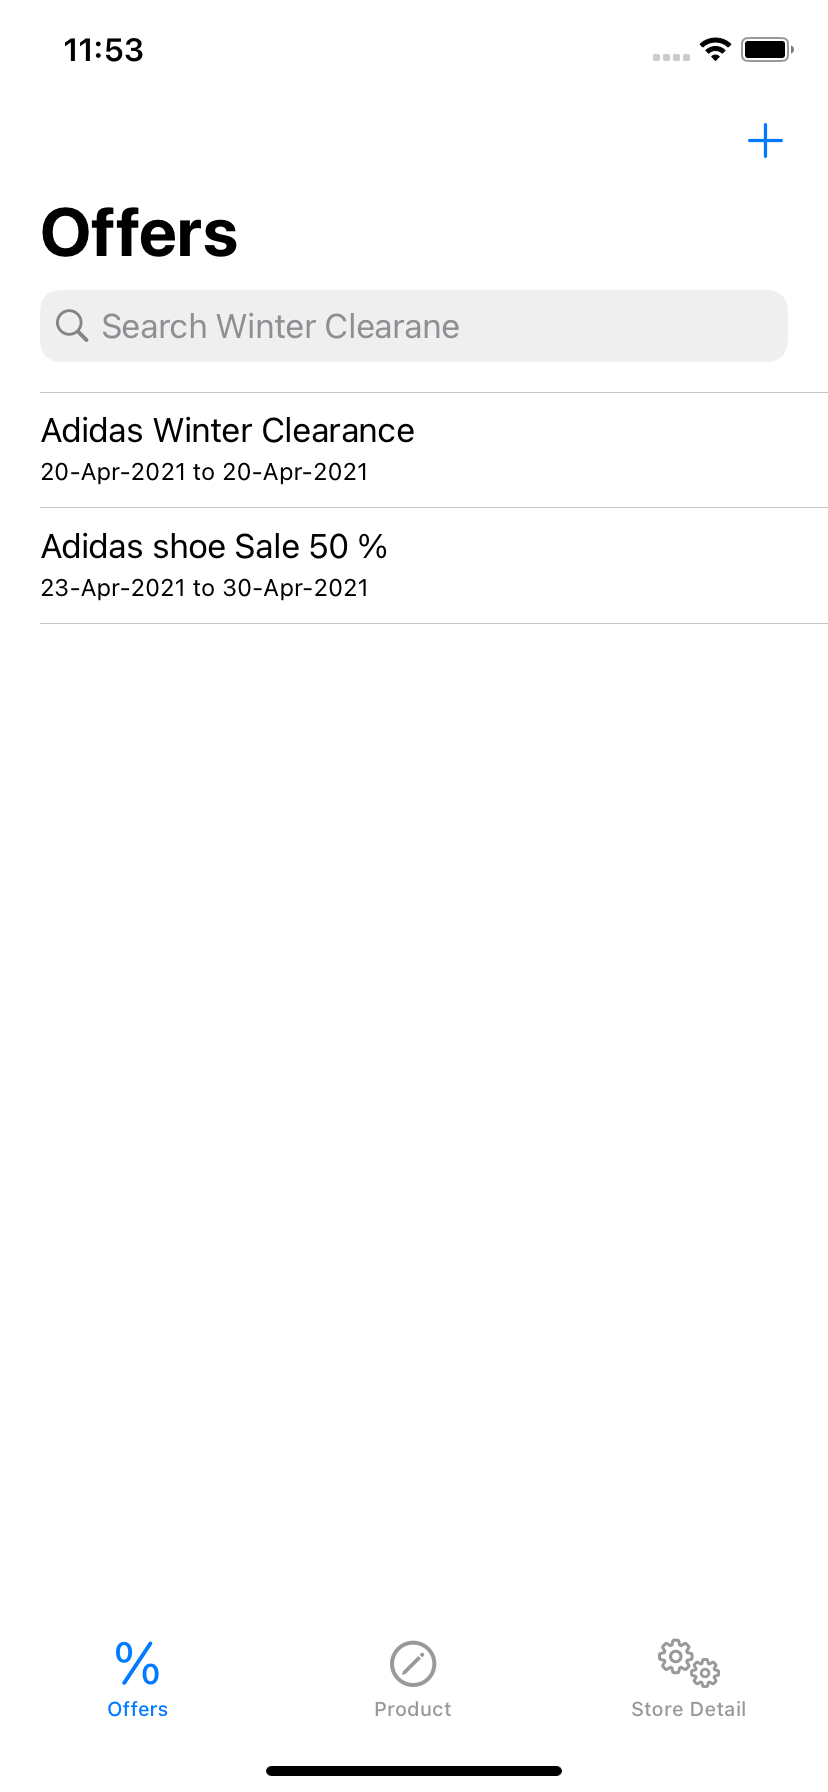 11:53
Offers
Search Winter Clearane
Adidas Winter Clearance
20-Apr-2021 to 20-Apr-2021
Adidas shoe Sale 50 %
23-Apr-2021 to 30-Apr-2021
Offers
Product
Store Detail